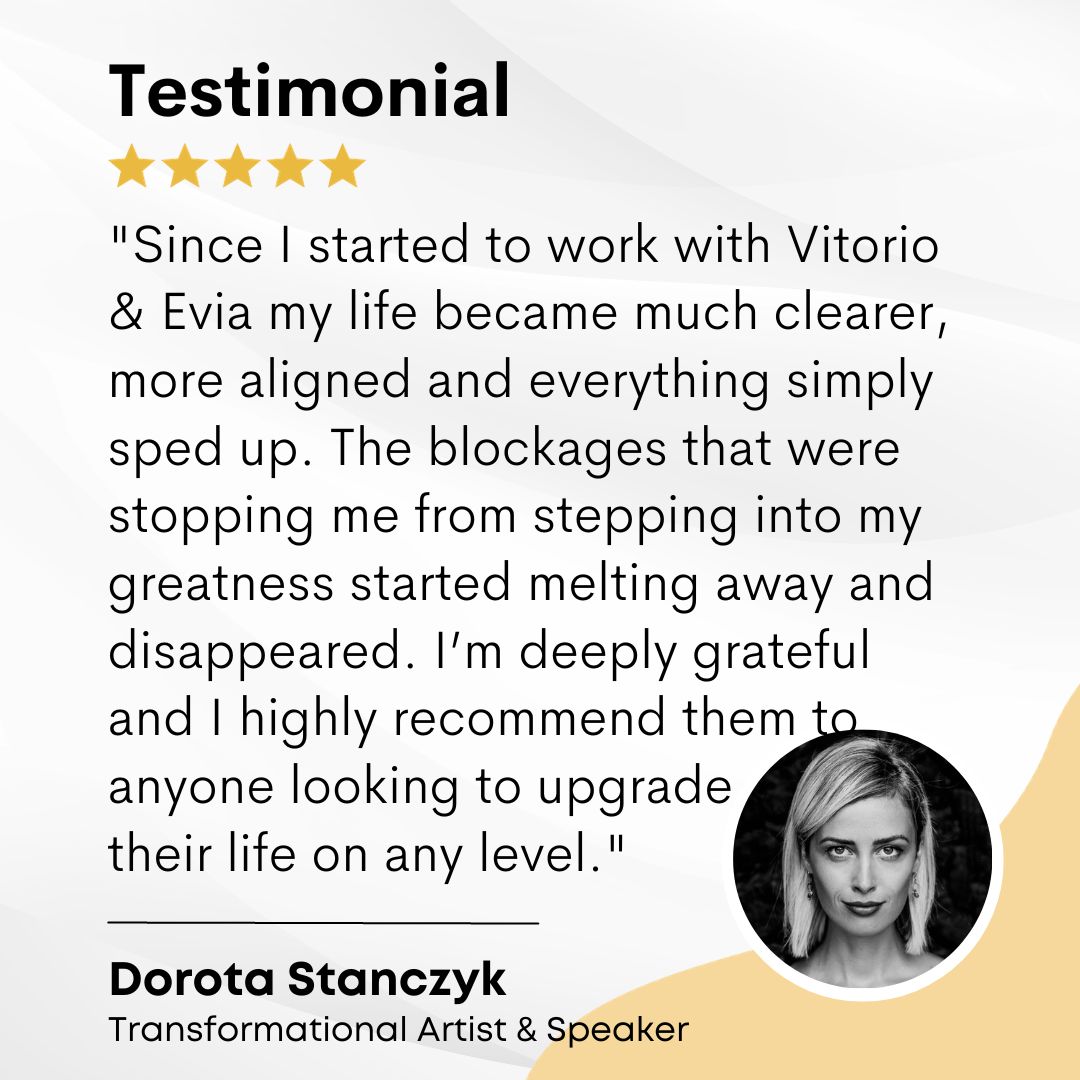 Testimonial
"Since I started to work with Vitorio
& Evia my life became much clearer,
more aligned and everything simply
sped up. The blockages that were
stopping me from stepping into my
greatness started melting away and
disappeared. I’m deeply grateful
and I highly recommend them to
anyone looking to upgrade
their life on any level."
Dorota Stanczyk
Transformational Artist & Speaker